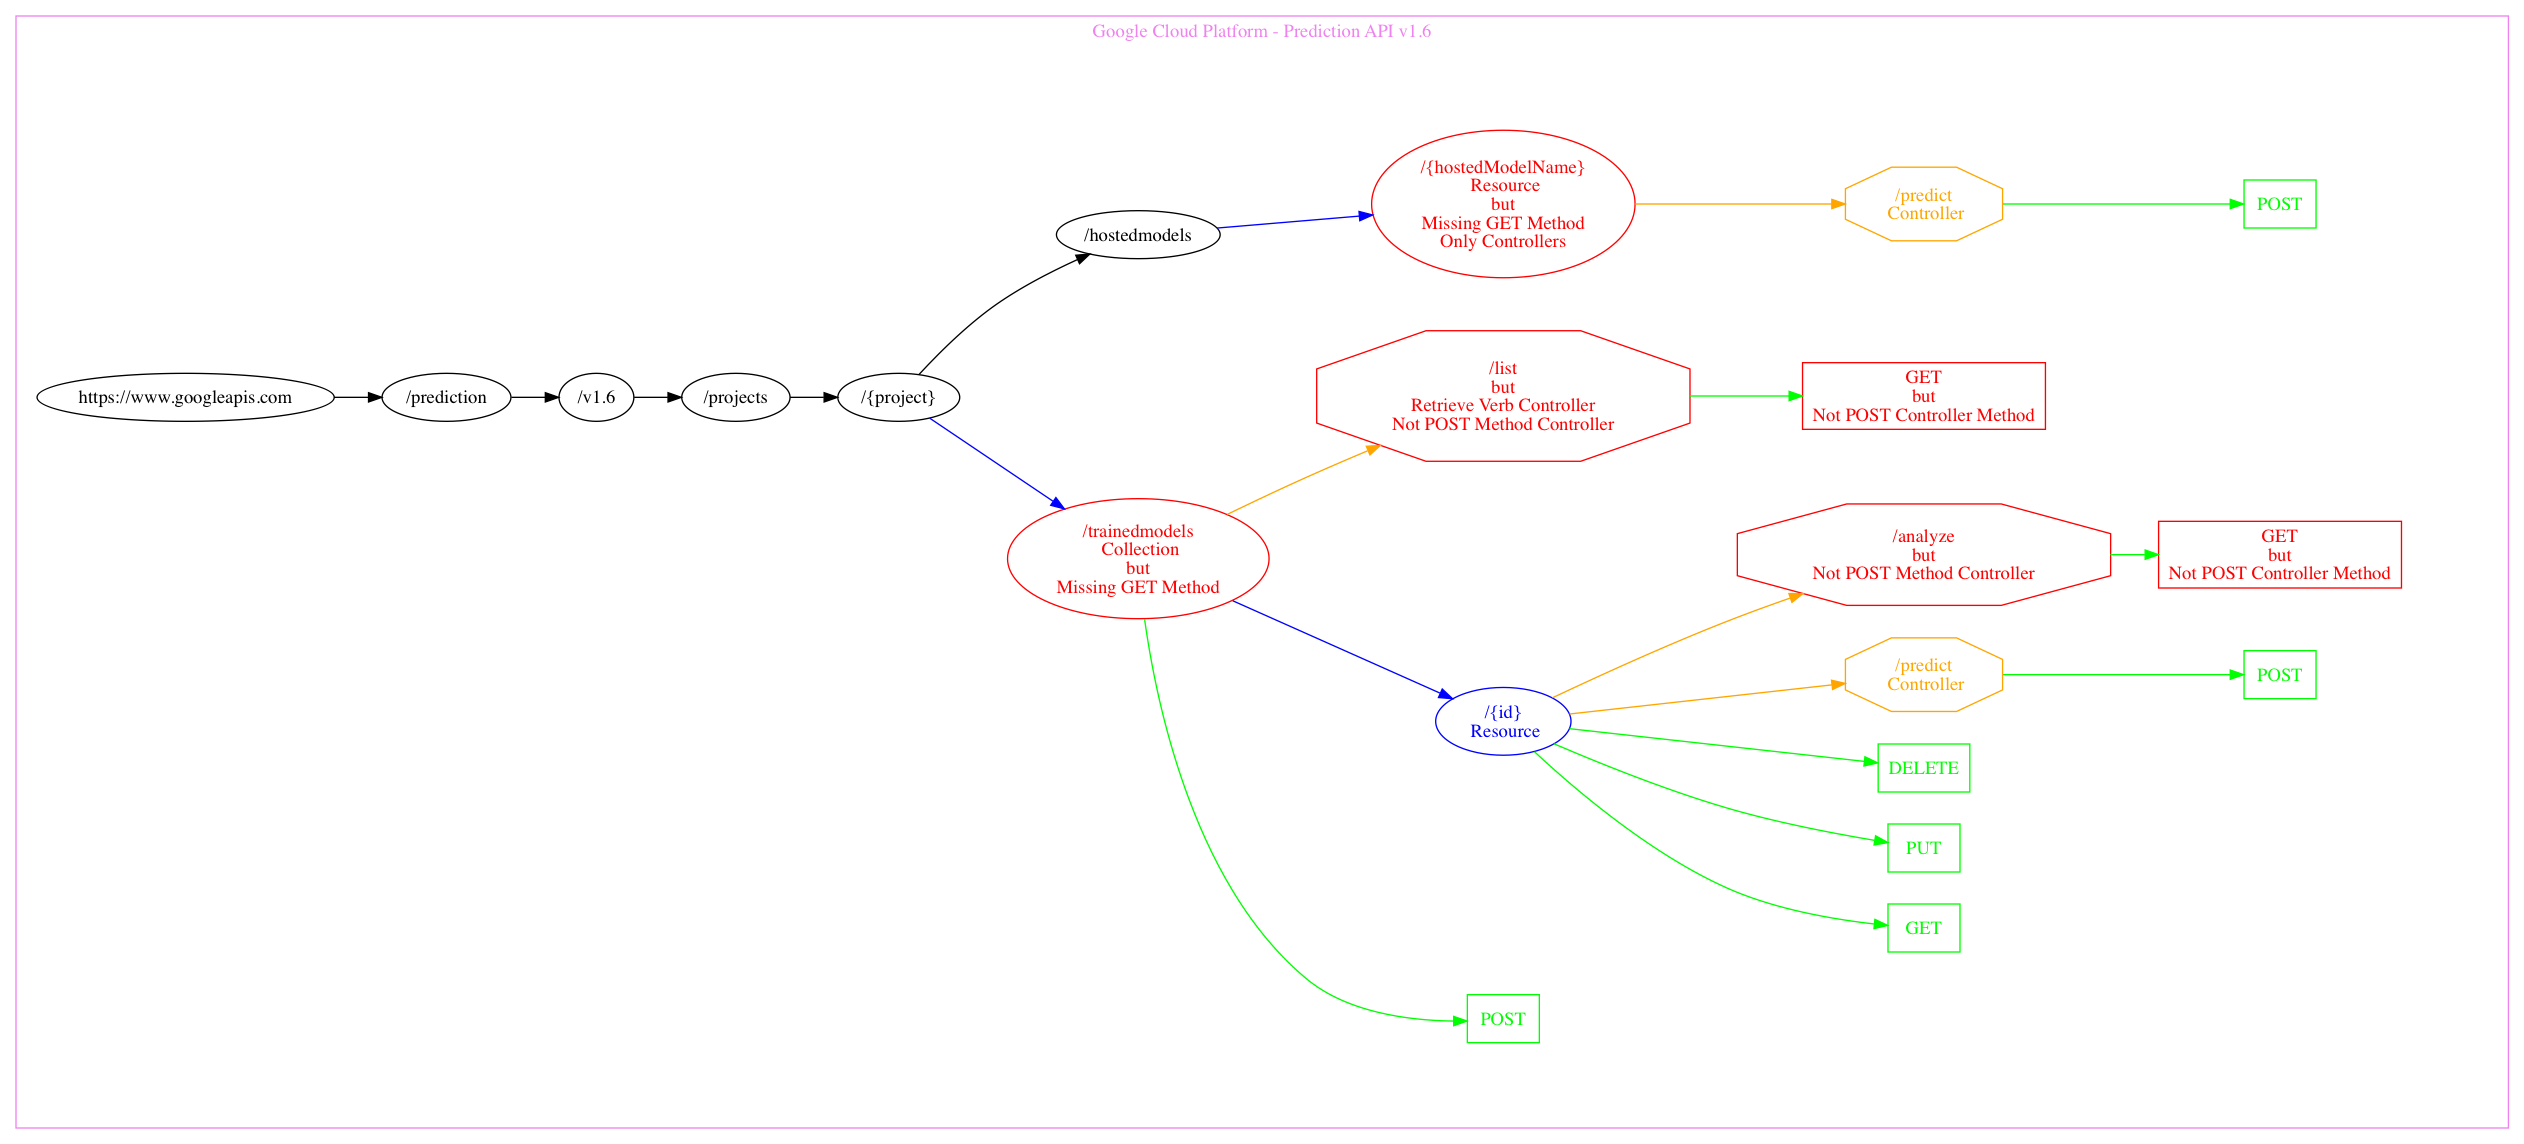 Google Cloud Platform - Prediction API v1.6
https://www.googleapis.com
/prediction
/v1.6
/projects
/{project}
/hostedmodels
/{hostedModelName}
Resource
but
Missing GET Method
Only Controllers
/predict
Controller
POST
/trainedmodels
Collection
but
Missing GET Method
/list
but
Retrieve Verb Controller
Not POST Method Controller
GET
but
Not POST Controller Method
/{id}
Resource
/analyze
but
Not POST Method Controller
GET
but
Not POST Controller Method
/predict
Controller
POST
DELETE
PUT
GET
POST